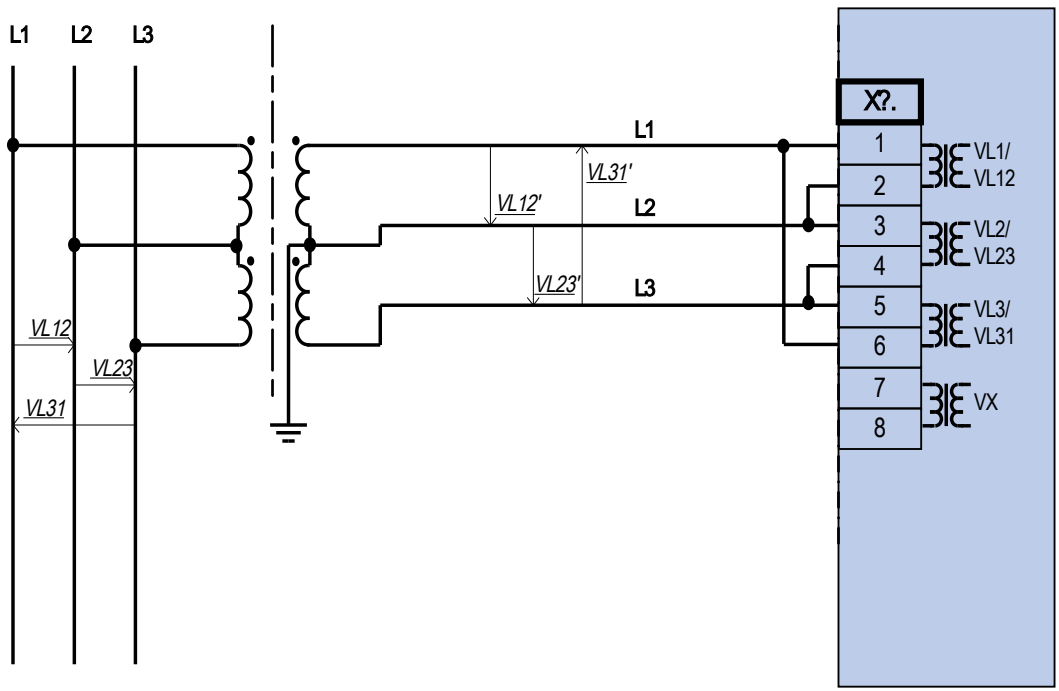 L1 L2 L3
X?.
L1
1
VL1/
VL12
2
VL31'
VL12'
L2
3
VL2/
VL23
4
VL23'
L3
5
VL3/
VL31
6
VL12
VL23
7
VX
VL31
8